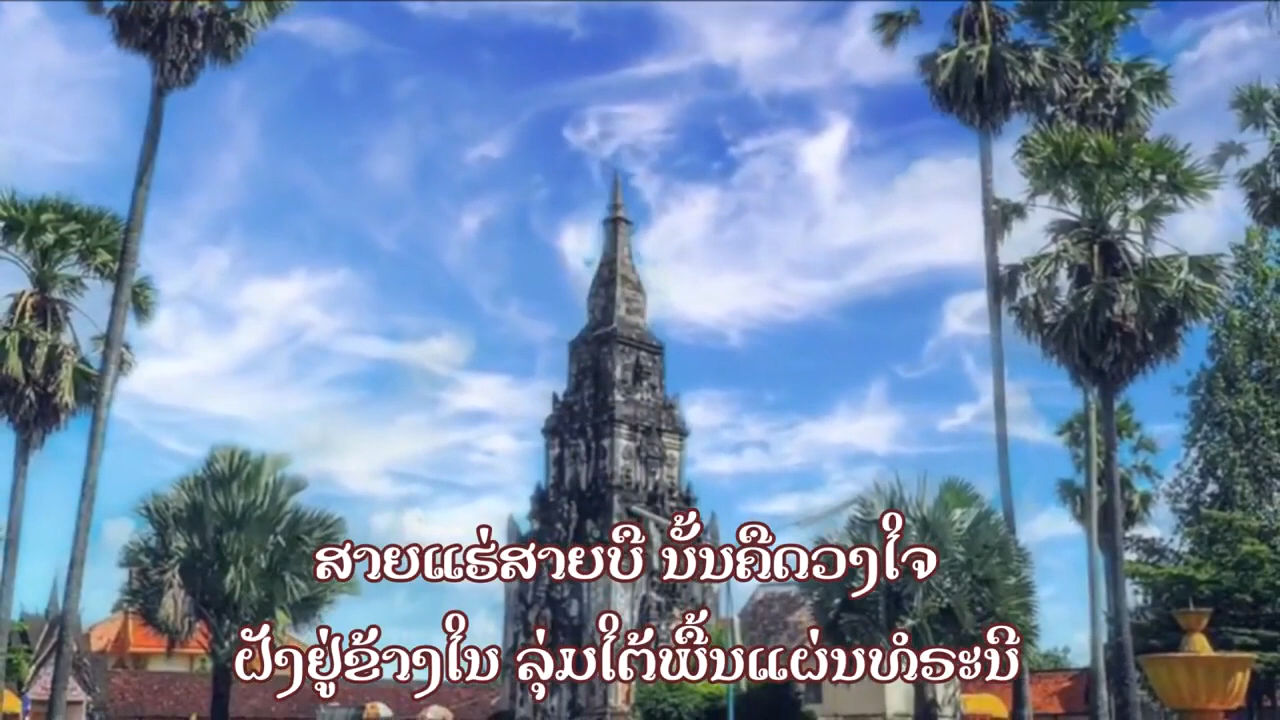 ສາຍແຮ່ສາຍບື ນັ້ນຄືດວງໃຈ
ຝັງຢູ່ຂ້າງໃນ ລຸ່ມໃຕ້ພື້ນແຜ່ນທໍຣະນີ